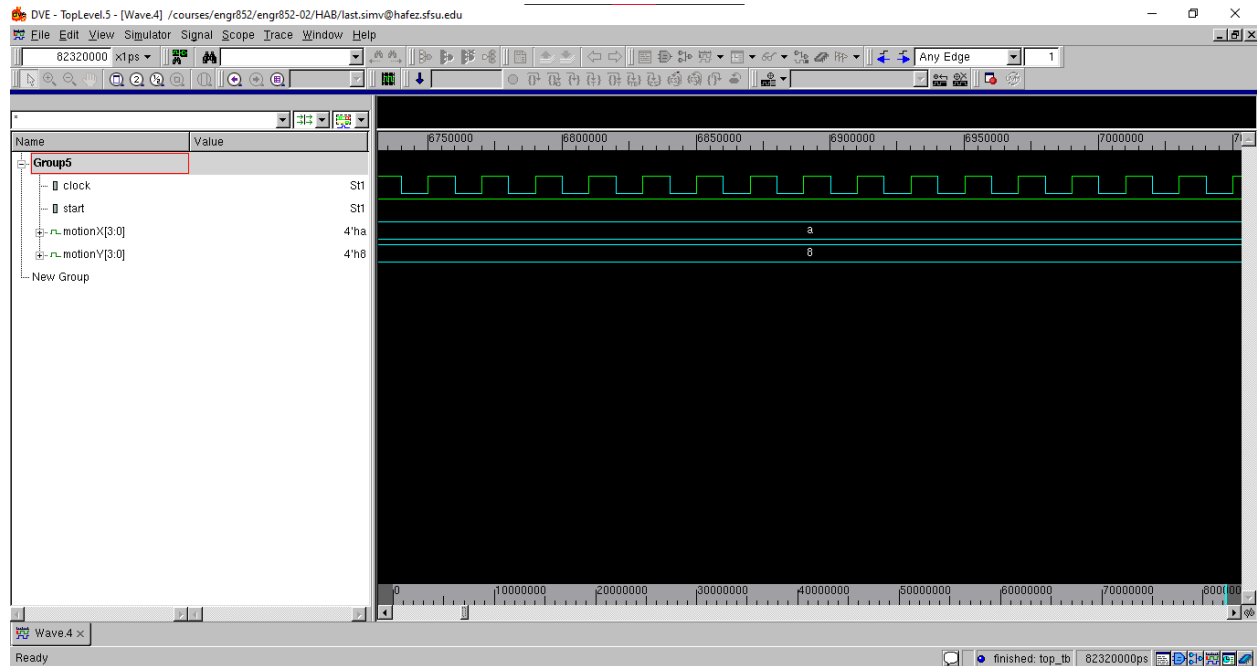 DVE - TopLevel.5 - [Wave.4] /courses/engr852/engr852-02/HAB/last.simv@hafez.sfsu.edu
File Edit View Simulator Signal Scope Trace Window Help
82320000 x1ps Any Edge 1
*
Name Value
6750000 6800000 6850000 6900000 6950000 7000000
Group5
clock St1
start St1
motionX[3:0] 4'ha a
motionY[3:0] 4'h8 8
New Group
0 10000000 20000000 30000000 40000000 50000000 60000000 70000000
Wave.4
Ready finished: top_tb 82320000ps